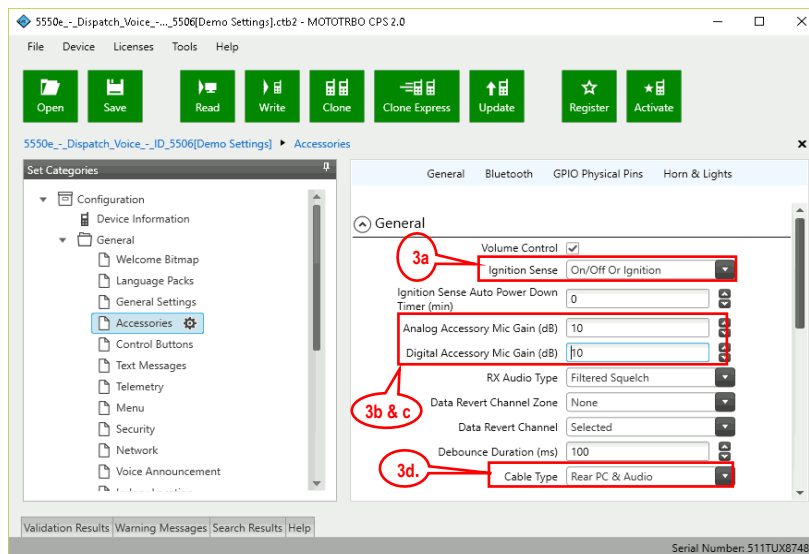 5550e_-_Dispatch_Voice_-..._5506[Demo Settings].ctb2 - MOTOTRBO CPS 2.0
File Device Licenses Tools Help
Open Save Read Write Clone Clone Express Update Register Activate
5550e_-_Dispatch_Voice_-_ID_5506[Demo Settings] Accessories
Set Categories
Configuration
Device Information
General
Welcome Bitmap
Language Packs
General Settings
Accessories
Control Buttons
Text Messages
Telemetry
Menu
Security
Network
Voice Announcement
General Bluetooth GPIO Physical Pins Horn & Lights
General
Volume Control
3a
Ignition Sense On/Off Or Ignition
Ignition Sense Auto Power Down
Timer (min) 0
Analog Accessory Mic Gain (dB) 10
Digital Accessory Mic Gain (dB) 10
RX Audio Type Filtered Squelch
3b & c
Data Revert Channel Zone None
Data Revert Channel Selected
Debounce Duration (ms) 100
3d.
Cable Type Rear PC & Audio
Validation Results Warning Messages Search Results Help
Serial Number: 511TUX8748